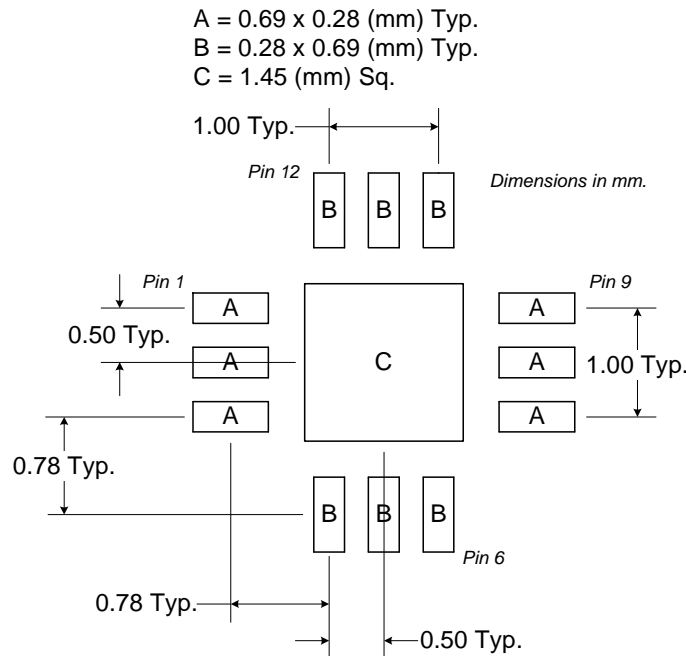 A = 0.69 x 0.28 (mm) Typ.
B = 0.28 x 0.69 (mm) Typ.
C = 1.45 (mm) Sq.
1.00 Typ.
Pin 12
Dimensions in mm.
B B B
Pin 1
Pin 9
A
A
0.50 Typ.
A
C
A
1.00 Typ.
A
A
0.78 Typ.
B B B
Pin 6
0.78 Typ.
0.50 Typ.